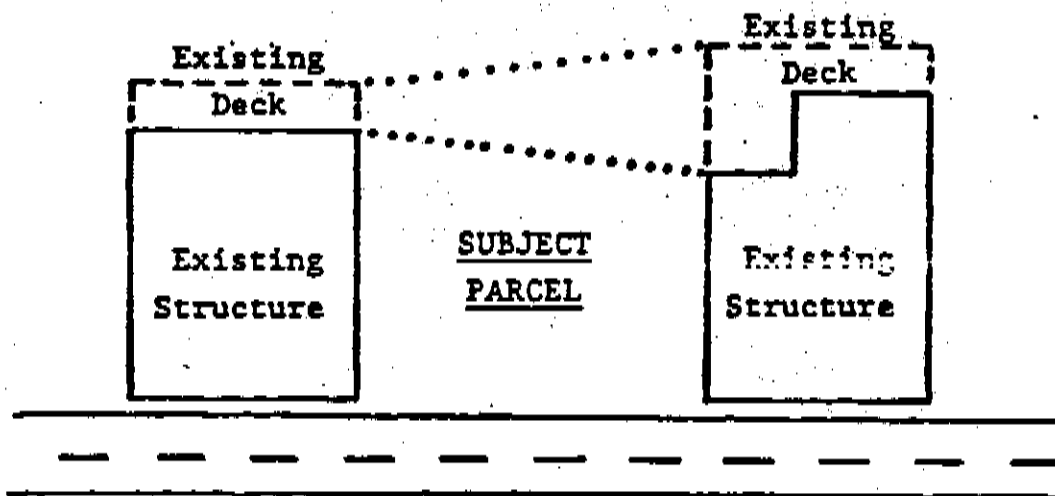 Existing
Deck
Existing
Deck
Existing
Structure
SUBJECT
PARCEL
Existing
Structure